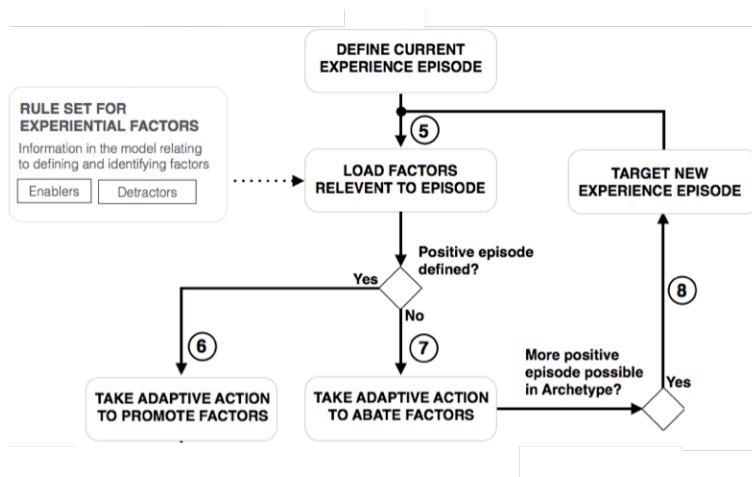 DEFINE CURRENT
EXPERIENCE EPISODE
RULE SET FOR
EXPERIENTIAL FACTORS
Information in the model relating
to defining and identifying factors
Enablers
Detractors
5
LOAD FACTORS
RELEVENT TO EPISODE
TARGET NEW
EXPERIENCE EPISODE
Positive episode
defined?
Yes
No
6
7
8
TAKE ADAPTIVE ACTION
TO PROMOTE FACTORS
TAKE ADAPTIVE ACTION
TO ABATE FACTORS
More positive
episode possible
in Archetype?
Yes